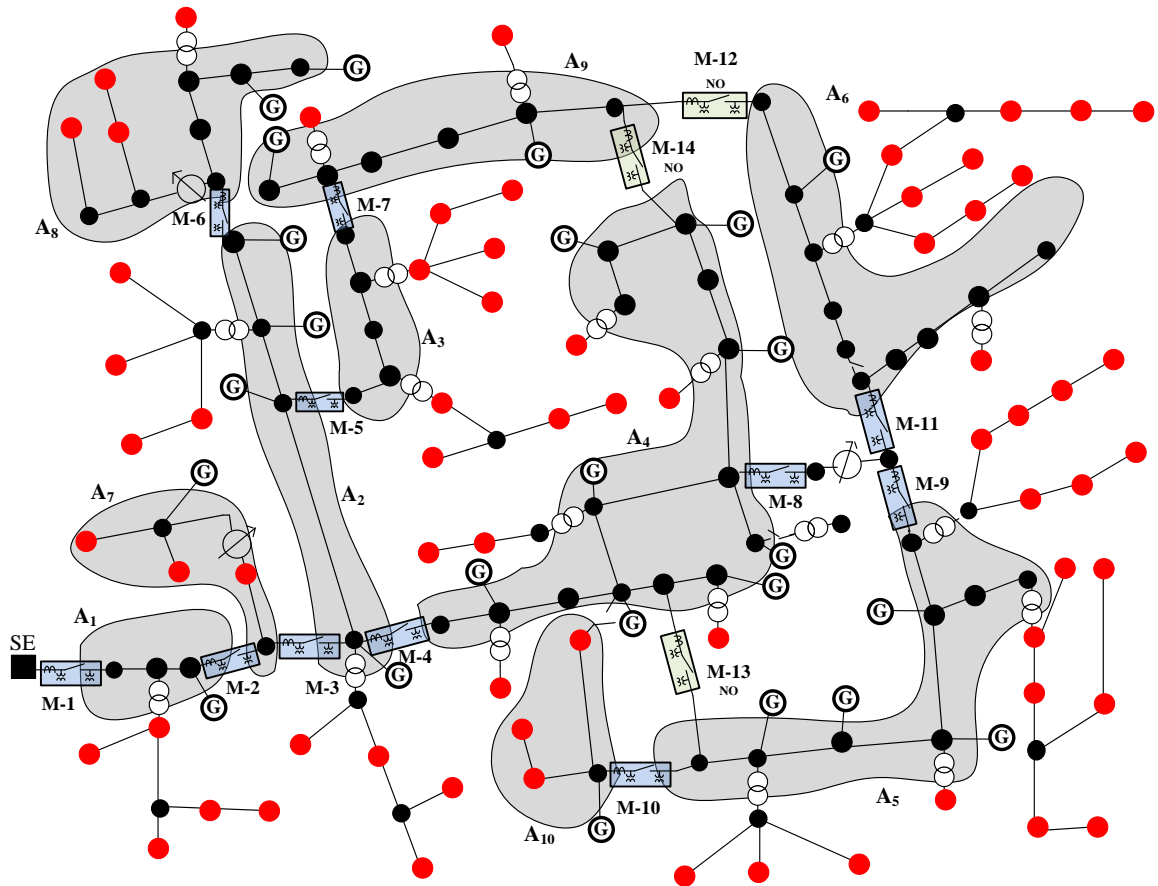 M-12
NO
A₉
A₆
G
G
G
G
M-14
NO
G
G
M-6
M-7
A₈
G
G
G
G
A₃
G
G
M-5
M-11
A₄
M-8
M-9
G
A₇
A₂
G
G
G
G
G
A₁
G
SE
M-4
M-1
M-2
M-3
G
M-13
NO
G
G
G
G
M-10
A₅
A₁₀
G